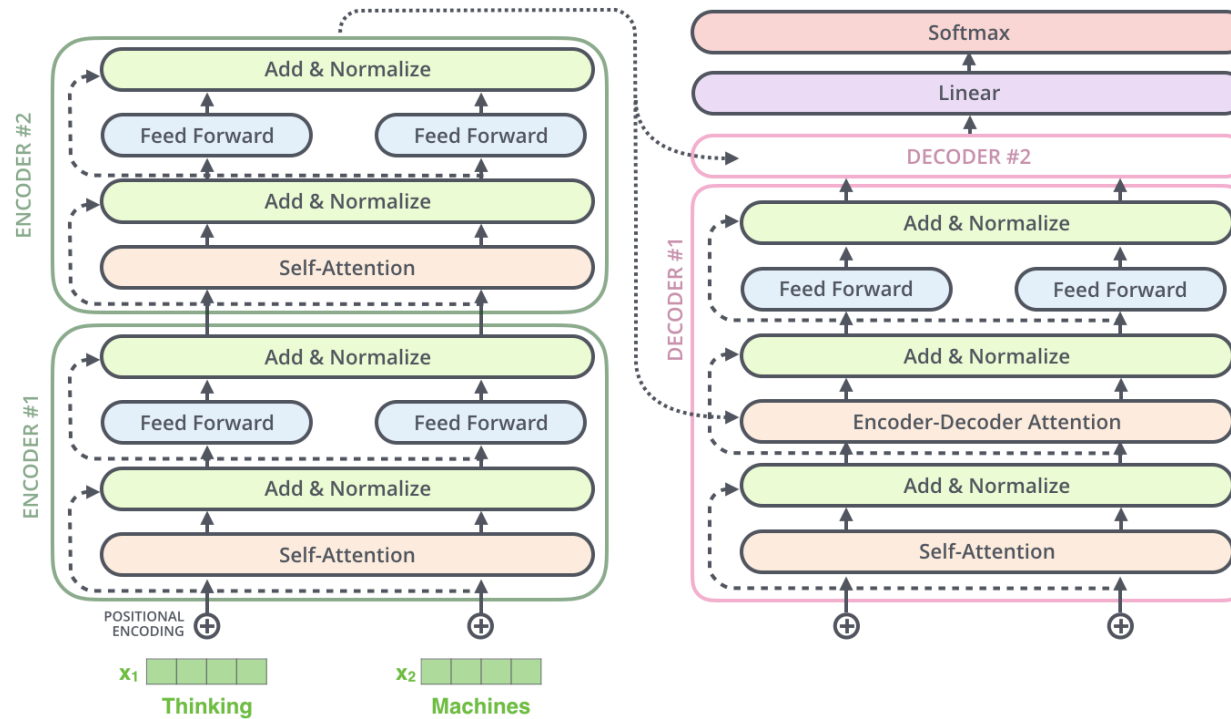 ENCODER #2
Add & Normalize
Feed Forward
Feed Forward
Add & Normalize
Self-Attention
ENCODER #1
Add & Normalize
Feed Forward
Feed Forward
Add & Normalize
Self-Attention
POSITIONAL
ENCODING
x₁
x₂
Thinking
Machines
Softmax
Linear
DECODER #2
DECODER #1
Add & Normalize
Feed Forward
Feed Forward
Add & Normalize
Encoder-Decoder Attention
Add & Normalize
Self-Attention